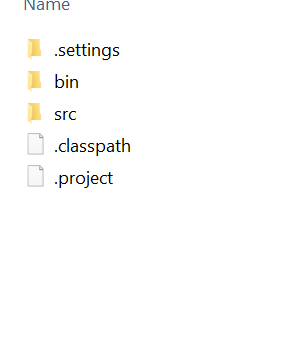 Name
.settings
bin
src
.classpath
.project